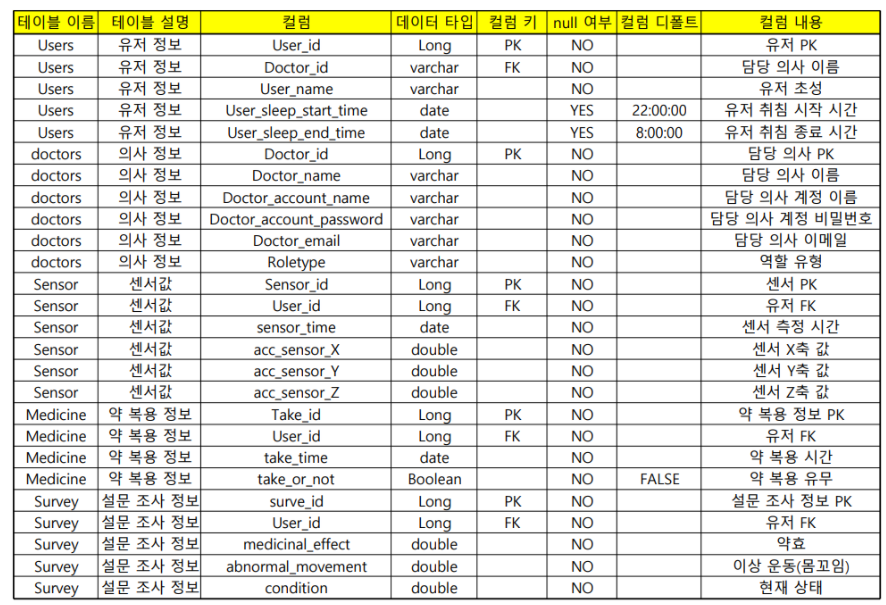 테이블 이름 테이블 설명 컬럼 데이터 타입 컬럼 키 null 여부 컬럼 디폴트 컬럼 내용
Users 유저 정보 User_id Long PK NO 유저 PK
Users 유저 정보 Doctor_id varchar FK NO 담당 의사 이름
Users 유저 정보 User_name varchar NO 유저 초성
Users 유저 정보 User_sleep_start_time date YES 22:00:00 유저 취침 시작 시간
Users 유저 정보 User_sleep_end_time date YES 8:00:00 유저 취침 종료 시간
doctors 의사 정보 Doctor_id Long PK NO 담당 의사 PK
doctors 의사 정보 Doctor_name varchar NO 담당 의사 이름
doctors 의사 정보 Doctor_account_name varchar NO 담당 의사 계정 이름
doctors 의사 정보 Doctor_account_password varchar NO 담당 의사 계정 비밀번호
doctors 의사 정보 Doctor_email varchar NO 담당 의사 이메일
doctors 의사 정보 Roletype varchar NO 역할 유형
Sensor 센서값 Sensor_id Long PK NO 센서 PK
Sensor 센서값 User_id Long FK NO 유저 FK
Sensor 센서값 sensor_time date NO 센서 측정 시간
Sensor 센서값 acc_sensor_X double NO 센서 X축 값
Sensor 센서값 acc_sensor_Y double NO 센서 Y축 값
Sensor 센서값 acc_sensor_Z double NO 센서 Z축 값
Medicine 약 복용 정보 Take_id Long PK NO 약 복용 정보 PK
Medicine 약 복용 정보 User_id Long FK NO 유저 FK
Medicine 약 복용 정보 take_time date NO 약 복용 시간
Medicine 약 복용 정보 take_or_not Boolean NO FALSE 약 복용 유무
Survey 설문 조사 정보 surve_id Long PK NO 설문 조사 정보 PK
Survey 설문 조사 정보 User_id Long FK NO 유저 FK
Survey 설문 조사 정보 medicinal_effect double NO 약효
Survey 설문 조사 정보 abnormal_movement double NO 이상 운동(몸꼬임)
Survey 설문 조사 정보 condition double NO 현재 상태